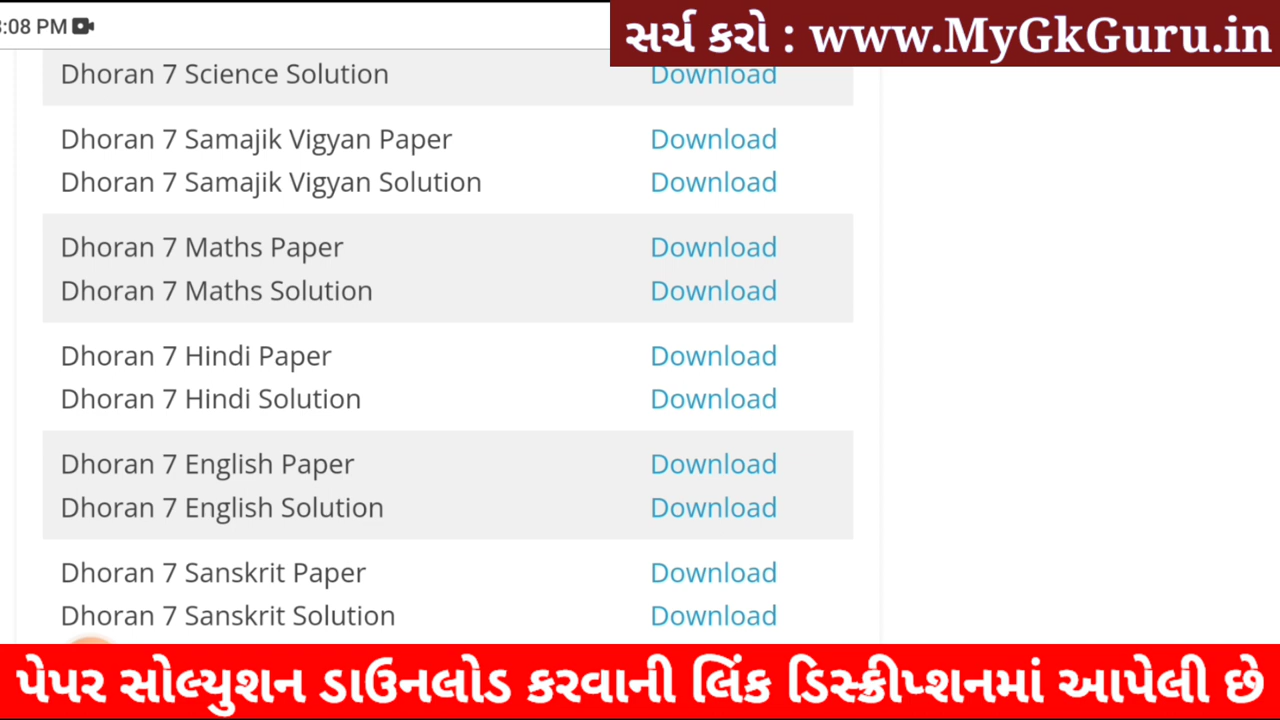 :08 PM
સર્ચ કરો : www.MyGkGuru.in
Dhoran 7 Science Solution Download
Dhoran 7 Samajik Vigyan Paper Download
Dhoran 7 Samajik Vigyan Solution Download
Dhoran 7 Maths Paper Download
Dhoran 7 Maths Solution Download
Dhoran 7 Hindi Paper Download
Dhoran 7 Hindi Solution Download
Dhoran 7 English Paper Download
Dhoran 7 English Solution Download
Dhoran 7 Sanskrit Paper Download
Dhoran 7 Sanskrit Solution Download
પેપર સોલ્યુશન ડાઉનલોડ કરવાની લિંક ડિસ્ક્રીપ્શનમાં આપેલી છે